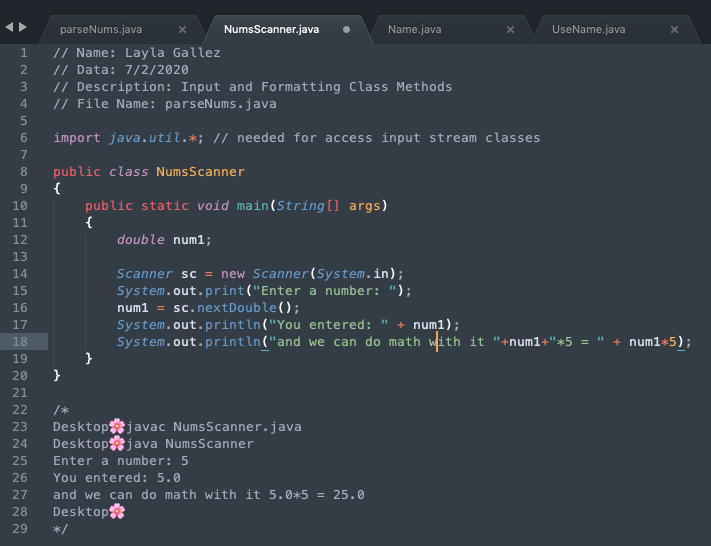 parseNums.java × NumsScanner.java Name.java × UseName.java ×
1 // Name: Layla Gallez
2 // Data: 7/2/2020
3 // Description: Input and Formatting Class Methods
4 // File Name: parseNums.java
5
6 import java.util.*; // needed for access input stream classes
7
8 public class NumsScanner
9 {
10 public static void main(String[] args)
11 {
12 double num1;
13
14 Scanner sc = new Scanner(System.in);
15 System.out.print("Enter a number: ");
16 num1 = sc.nextDouble();
17 System.out.println("You entered: " + num1);
18 System.out.println("and we can do math with it "+num1+"*5 = " + num1*5);
19 }
20 }
21
22 /*
23 Desktop🌸javac NumsScanner.java
24 Desktop🌸java NumsScanner
25 Enter a number: 5
26 You entered: 5.0
27 and we can do math with it 5.0*5 = 25.0
28 Desktop🌸
29 */